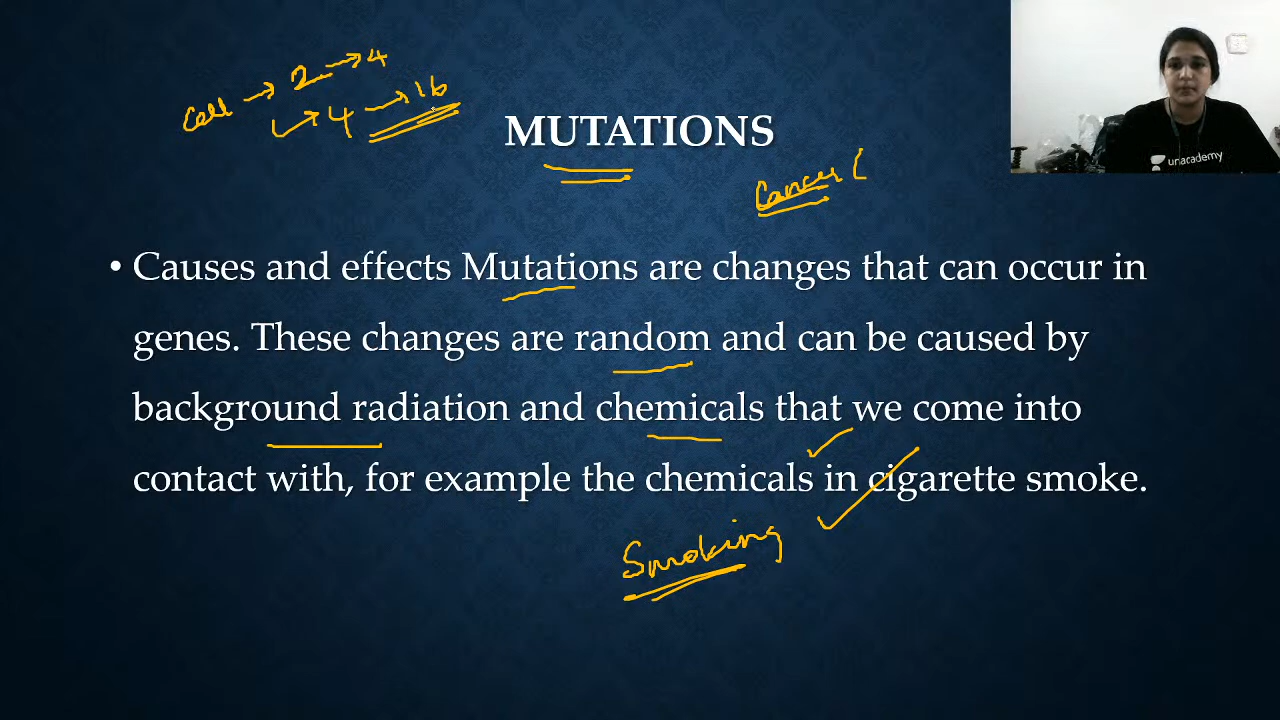 Cell → 2 → 4
→ 4 → 16
unacademy
MUTATIONS
Cancer (
• Causes and effects Mutations are changes that can occur in
genes. These changes are random and can be caused by
background radiation and chemicals that we come into
contact with, for example the chemicals in cigarette smoke.
Smoking